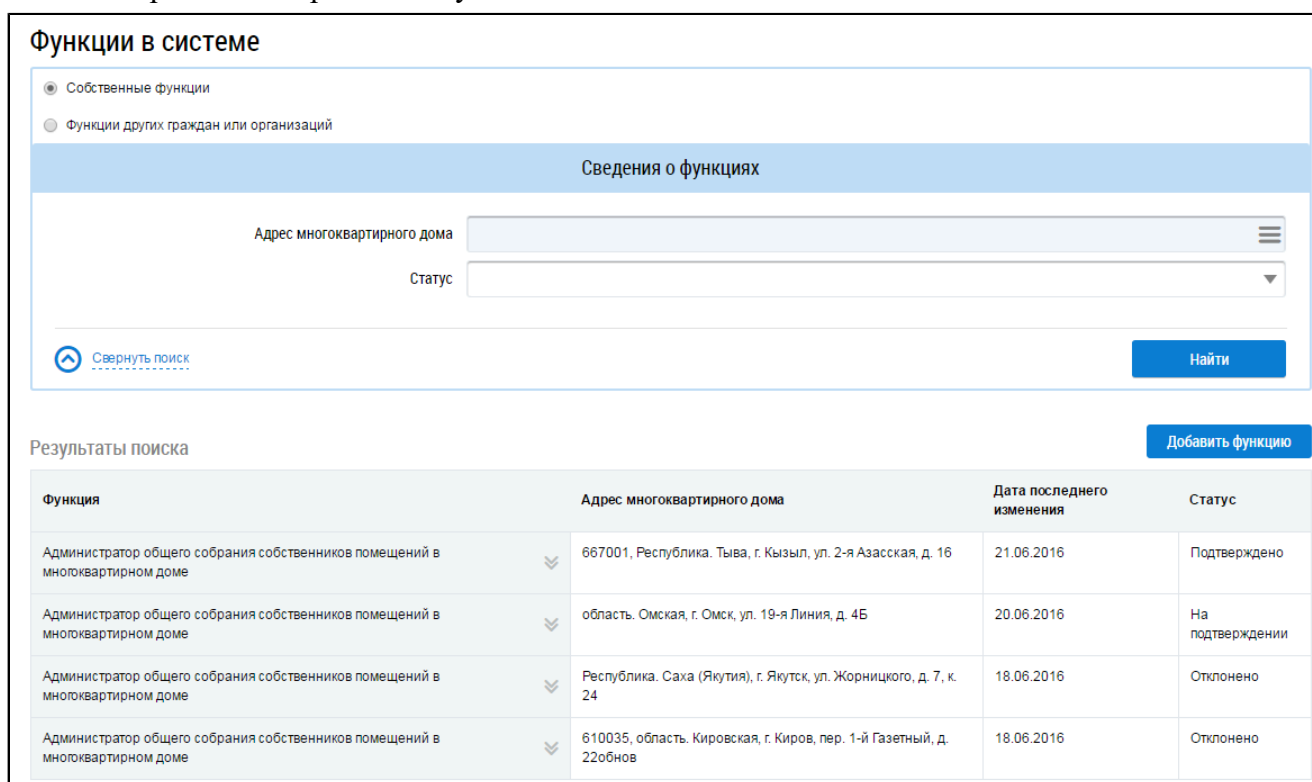 Функции в системе
Собственные функции
Функции других граждан или организаций
Сведения о функциях
Адрес многоквартирного дома
Статус
Свернуть поиск
Найти
Результаты поиска
Добавить функцию
Функция
Адрес многоквартирного дома
Дата последнего
изменения
Статус
Администратор общего собрания собственников помещений в
многоквартирном доме
667001, Республика. Тыва, г. Кызыл, ул. 2-я Азасская, д. 16
21.06.2016
Подтверждено
Администратор общего собрания собственников помещений в
многоквартирном доме
область. Омская, г. Омск, ул. 19-я Линия, д. 4Б
20.06.2016
На
подтверждении
Администратор общего собрания собственников помещений в
многоквартирном доме
Республика. Саха (Якутия), г. Якутск, ул. Жорницкого, д. 7, к.
24
18.06.2016
Отклонено
Администратор общего собрания собственников помещений в
многоквартирном доме
610035, область. Кировская, г. Киров, пер. 1-й Газетный, д.
22обнов
18.06.2016
Отклонено